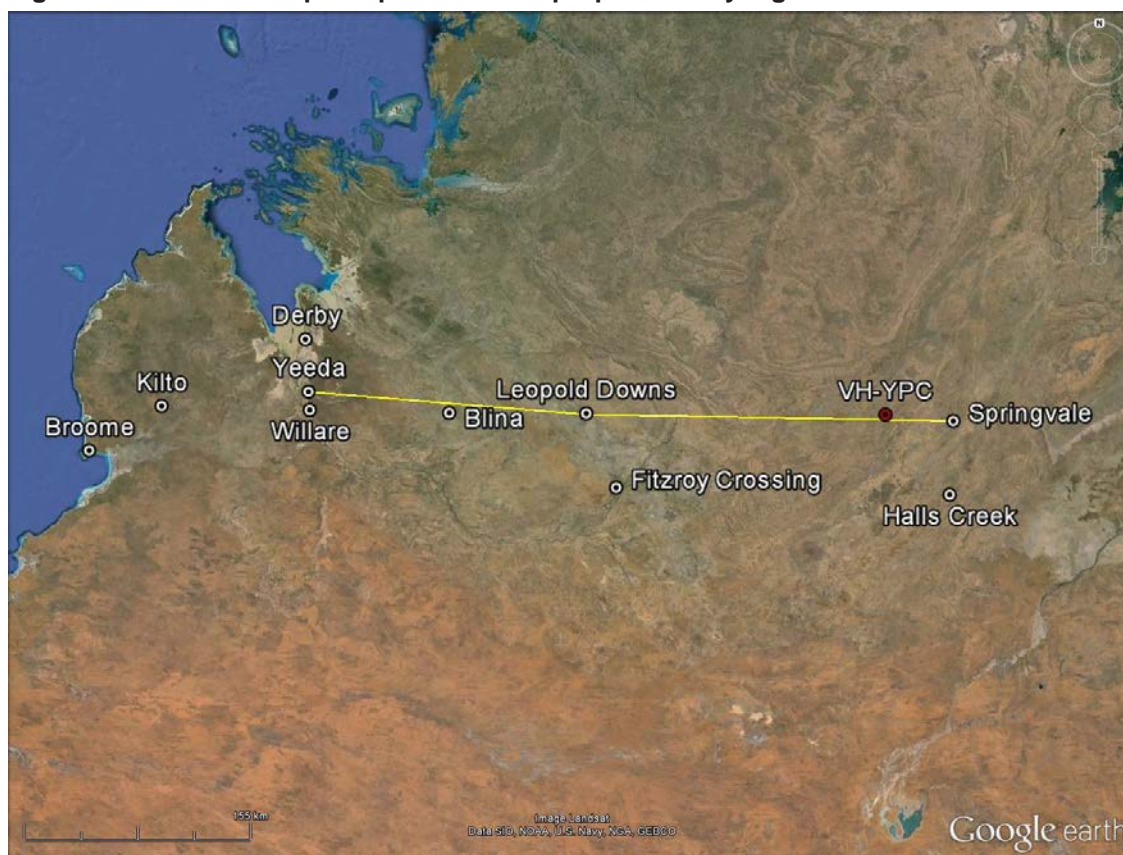 N
Derby
Yeeda
Kilto
Leopold Downs
VH-YPC
Broome
Willare
Blina
Springvale
Fitzroy Crossing
Halls Creek
155 km
Image Landsat
Data SIO, NOAA, U.S. Navy, NGA, GEBCO
Google earth